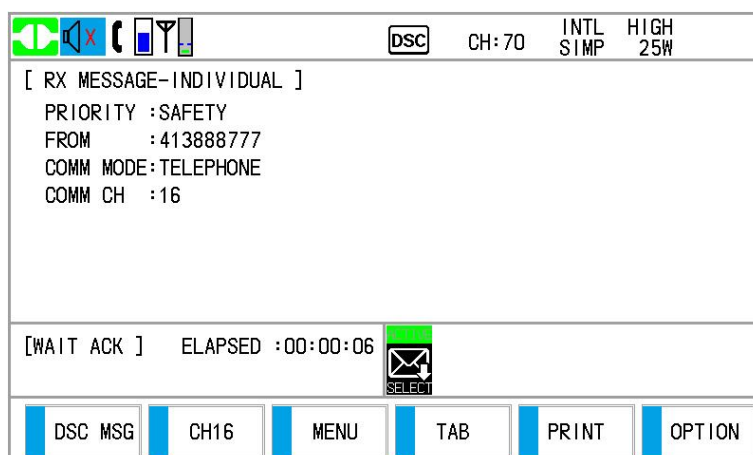 DSC CH:70 INTL HIGH
SIMP 25W
[ RX MESSAGE-INDIVIDUAL ]
PRIORITY :SAFETY
FROM :413888777
COMM MODE:TELEPHONE
COMM CH :16
[WAIT ACK ] ELAPSED :00:00:06
SELECT
DSC MSG CH16 MENU TAB PRINT OPTION